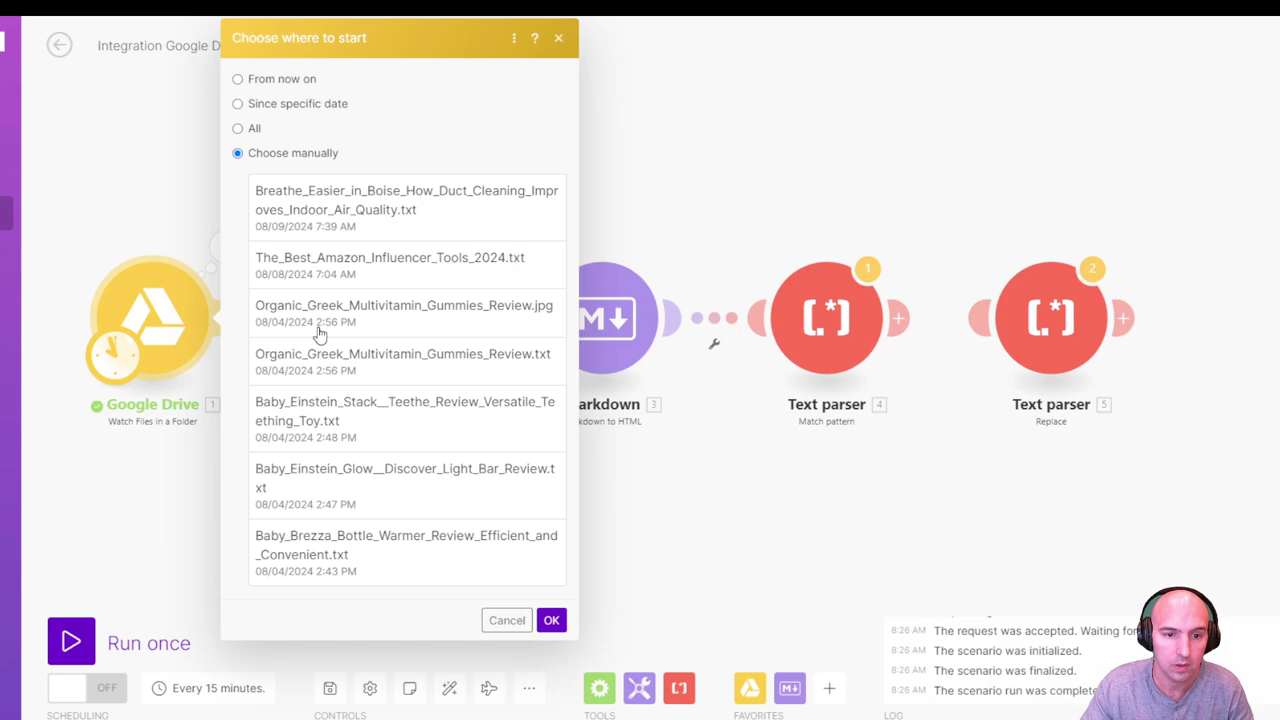 Choose where to start
?
Integration Google D
From now on
Since specific date
All
Choose manually
Breathe_Easier_in_Boise_How_Duct_Cleaning_Impr
oves_Indoor_Air_Quality.txt
08/09/2024 7:39 AM
The_Best_Amazon_Influencer_Tools_2024.txt
08/08/2024 7:04 AM
Organic_Greek_Multivitamin_Gummies_Review.jpg
08/04/2024 2:56 PM
Organic_Greek_Multivitamin_Gummies_Review.txt
08/04/2024 2:56 PM
Baby_Einstein_Stack__Teethe_Review_Versatile_Te
ething_Toy.txt
08/04/2024 2:48 PM
Baby_Einstein_Glow__Discover_Light_Bar_Review.t
xt
08/04/2024 2:47 PM
Baby_Brezza_Bottle_Warmer_Review_Efficient_and
_Convenient.txt
08/04/2024 2:43 PM
Cancel
OK
Google Drive 1
Watch Files in a Folder
M
arkdown 3
kdown to HTML
1
[.*]
Text parser 4
Match pattern
2
[.*]
Text parser 5
Replace
Run once
OFF
Every 15 minutes.
SCHEDULING
CONTROLS
TOOLS
FAVORITES
LOG
8:26 AM The request was accepted. Waiting for
8:26 AM The scenario was initialized.
8:26 AM The scenario was finalized.
8:26 AM The scenario run was complete